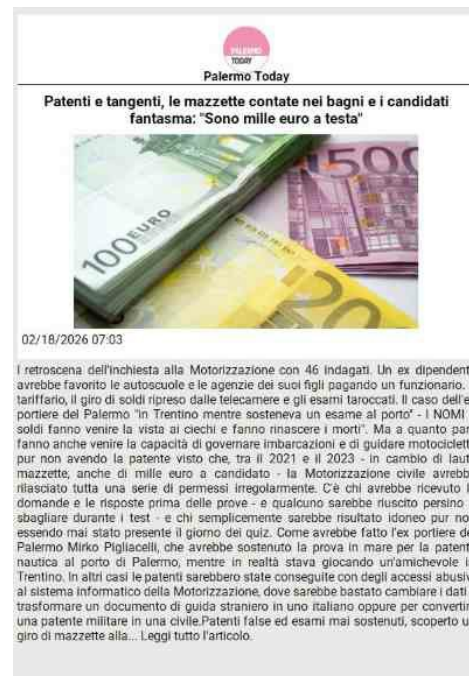 PALERMO
TODAY
Palermo Today
Patenti e tangenti, le mazzette contate nei bagni e i candidati
fantasma: "Sono mille euro a testa"
100 EURO
500
20
02/18/2026 07:03
I retroscena dell'inchiesta alla Motorizzazione con 46 indagati. Un ex dipendent
avrebbe favorito le autoscuole e le agenzie dei suoi figli pagando un funzionario.
tariffario, il giro di soldi ripreso dalle telecamere e gli esami taroccati. Il caso dell'e
portiere del Palermo "in Trentino mentre sosteneva un esame al porto" - I NOMI
soldi fanno venire la vista ai ciechi e fanno rinascere i morti". Ma a quanto par
fanno anche venire la capacità di governare imbarcazioni e di guidare motociclett
pur non avendo la patente visto che, tra il 2021 e il 2023 - in cambio di laut
mazzette, anche di mille euro a candidato - la Motorizzazione civile avrebb
rilasciato tutta una serie di permessi irregolarmente. C'è chi avrebbe ricevuto l
domande e le risposte prima delle prove - e qualcuno sarebbe riuscito persino
sbagliare durante i test - e chi semplicemente sarebbe risultato idoneo pur no
essendo mai stato presente il giorno dei quiz. Come avrebbe fatto l'ex portiere de
Palermo Mirko Pigliacelli, che avrebbe sostenuto la prova in mare per la patent
nautica al porto di Palermo, mentre in realtà stava giocando un'amichevole i
Trentino. In altri casi le patenti sarebbero state conseguite con degli accessi abusiv
al sistema informatico della Motorizzazione, dove sarebbe bastato cambiare i dati
trasformare un documento di guida straniero in uno italiano oppure per convertir
una patente militare in una civile.Patenti false ed esami mai sostenuti, scoperto u
giro di mazzette alla... Leggi tutto l'articolo.